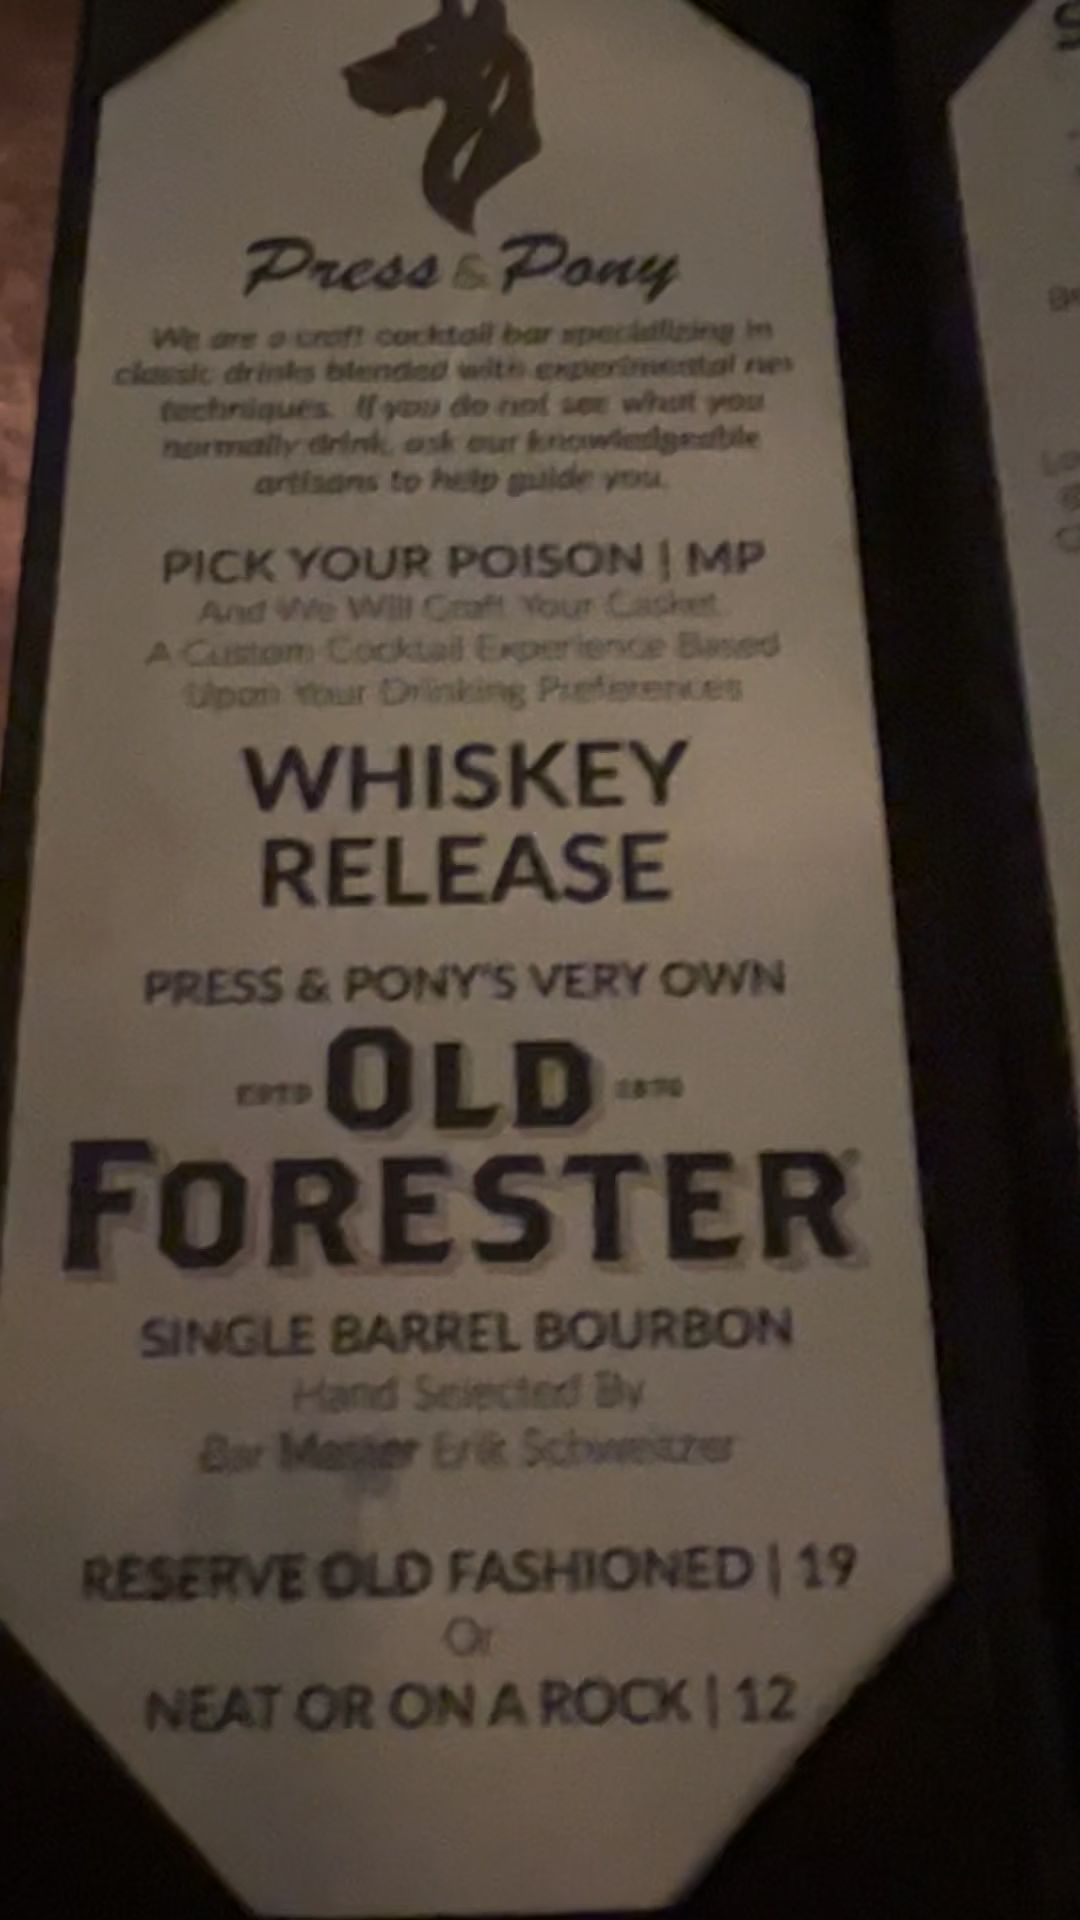 Press & Pony
We are a craft cocktail bar specializing in
classic drinks blended with experimental new
techniques. If you do not see what you
normally drink, ask our knowledgeable
artisans to help guide you.
PICK YOUR POISON | MP
And We Will Craft Your Casket
A Custom Cocktail Experience Based
Upon Your Drinking Preferences
WHISKEY
RELEASE
PRESS & PONY'S VERY OWN
ESTD OLD 1870
FORESTER
SINGLE BARREL BOURBON
Hand Selected By
Bar Erik Schweitzer
RESERVE OLD FASHIONED | 19
Or
NEAT OR ON A ROCK | 12